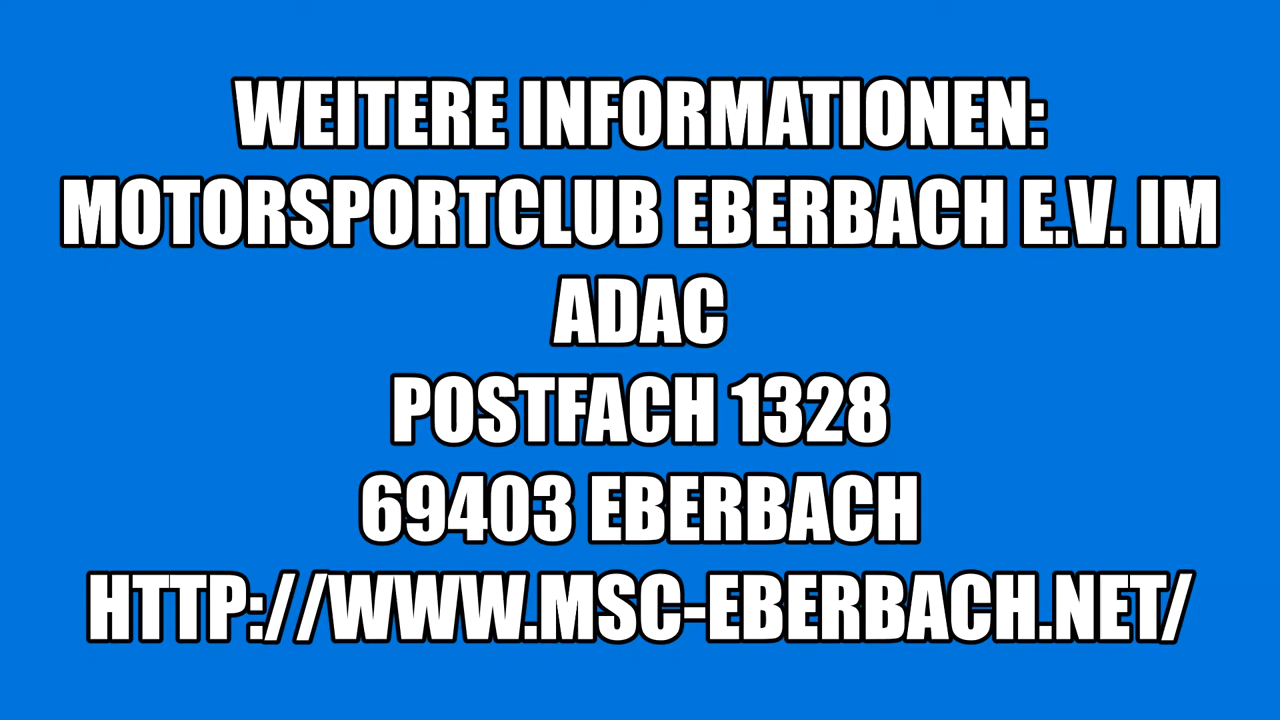 WEITERE INFORMATIONEN:
MOTORSPORTCLUB EBERBACH E.V. IM
ADAC
POSTFACH 1328
69403 EBERBACH
HTTP://WWW.MSC-EBERBACH.NET/